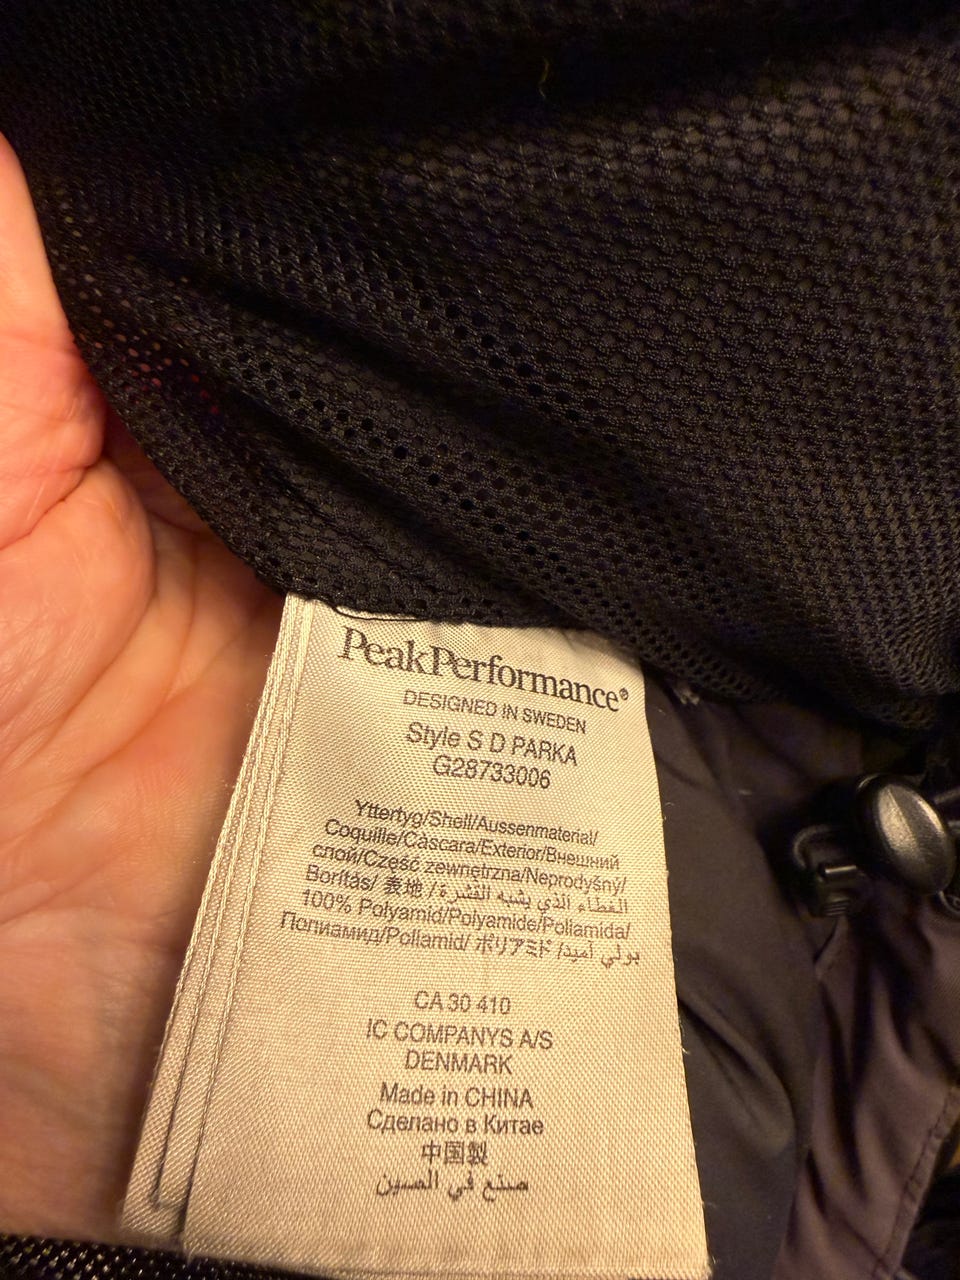 PeakPerformance®
DESIGNED IN SWEDEN
Style S D PARKA
G28733006
Yttertyg/Shell/Aussenmaterial/
Coquille/Càscara/Exterior/Внешний
слой/Część zewnętrzna/Neprodyšný/
Borítás/ 表地 /الغطاء الذي يشبه القشرة
100% Polyamid/Polyamide/Poliamida/
Полиамид/Poliamid/ ポリアミド /بولي أميد
CA 30 410
IC COMPANYS A/S
DENMARK
Made in CHINA
Сделано в Китае
中国製
صنع في الصين